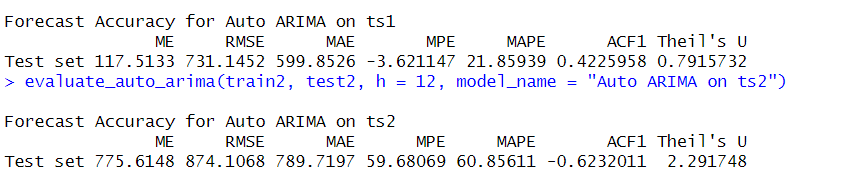 Forecast Accuracy for Auto ARIMA on ts1
ME RMSE MAE MPE MAPE ACF1 Theil's U
Test set 117.5133 731.1452 599.8526 -3.621147 21.85939 0.4225958 0.7915732
> evaluate_auto_arima(train2, test2, h = 12, model_name = "Auto ARIMA on ts2")
Forecast Accuracy for Auto ARIMA on ts2
ME RMSE MAE MPE MAPE ACF1 Theil's U
Test set 775.6148 874.1068 789.7197 59.68069 60.85611 -0.6232011 2.291748